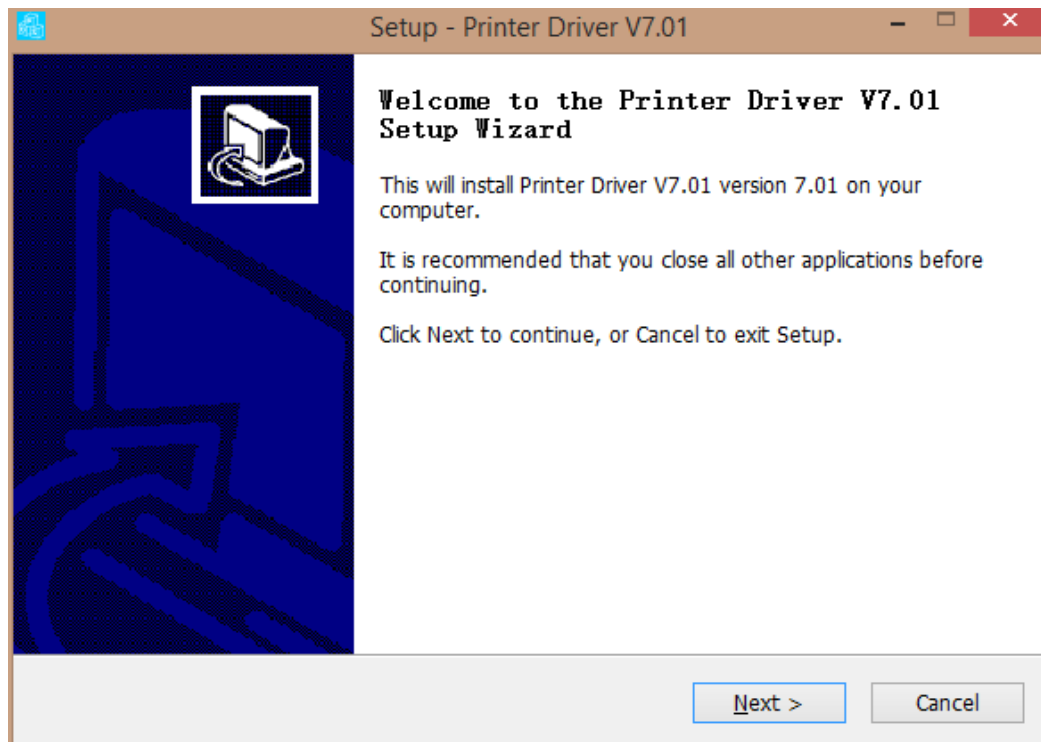 Setup - Printer Driver V7.01
Welcome to the Printer Driver V7.01
Setup Wizard
This will install Printer Driver V7.01 version 7.01 on your
computer.
It is recommended that you close all other applications before
continuing.
Click Next to continue, or Cancel to exit Setup.
Next >
Cancel